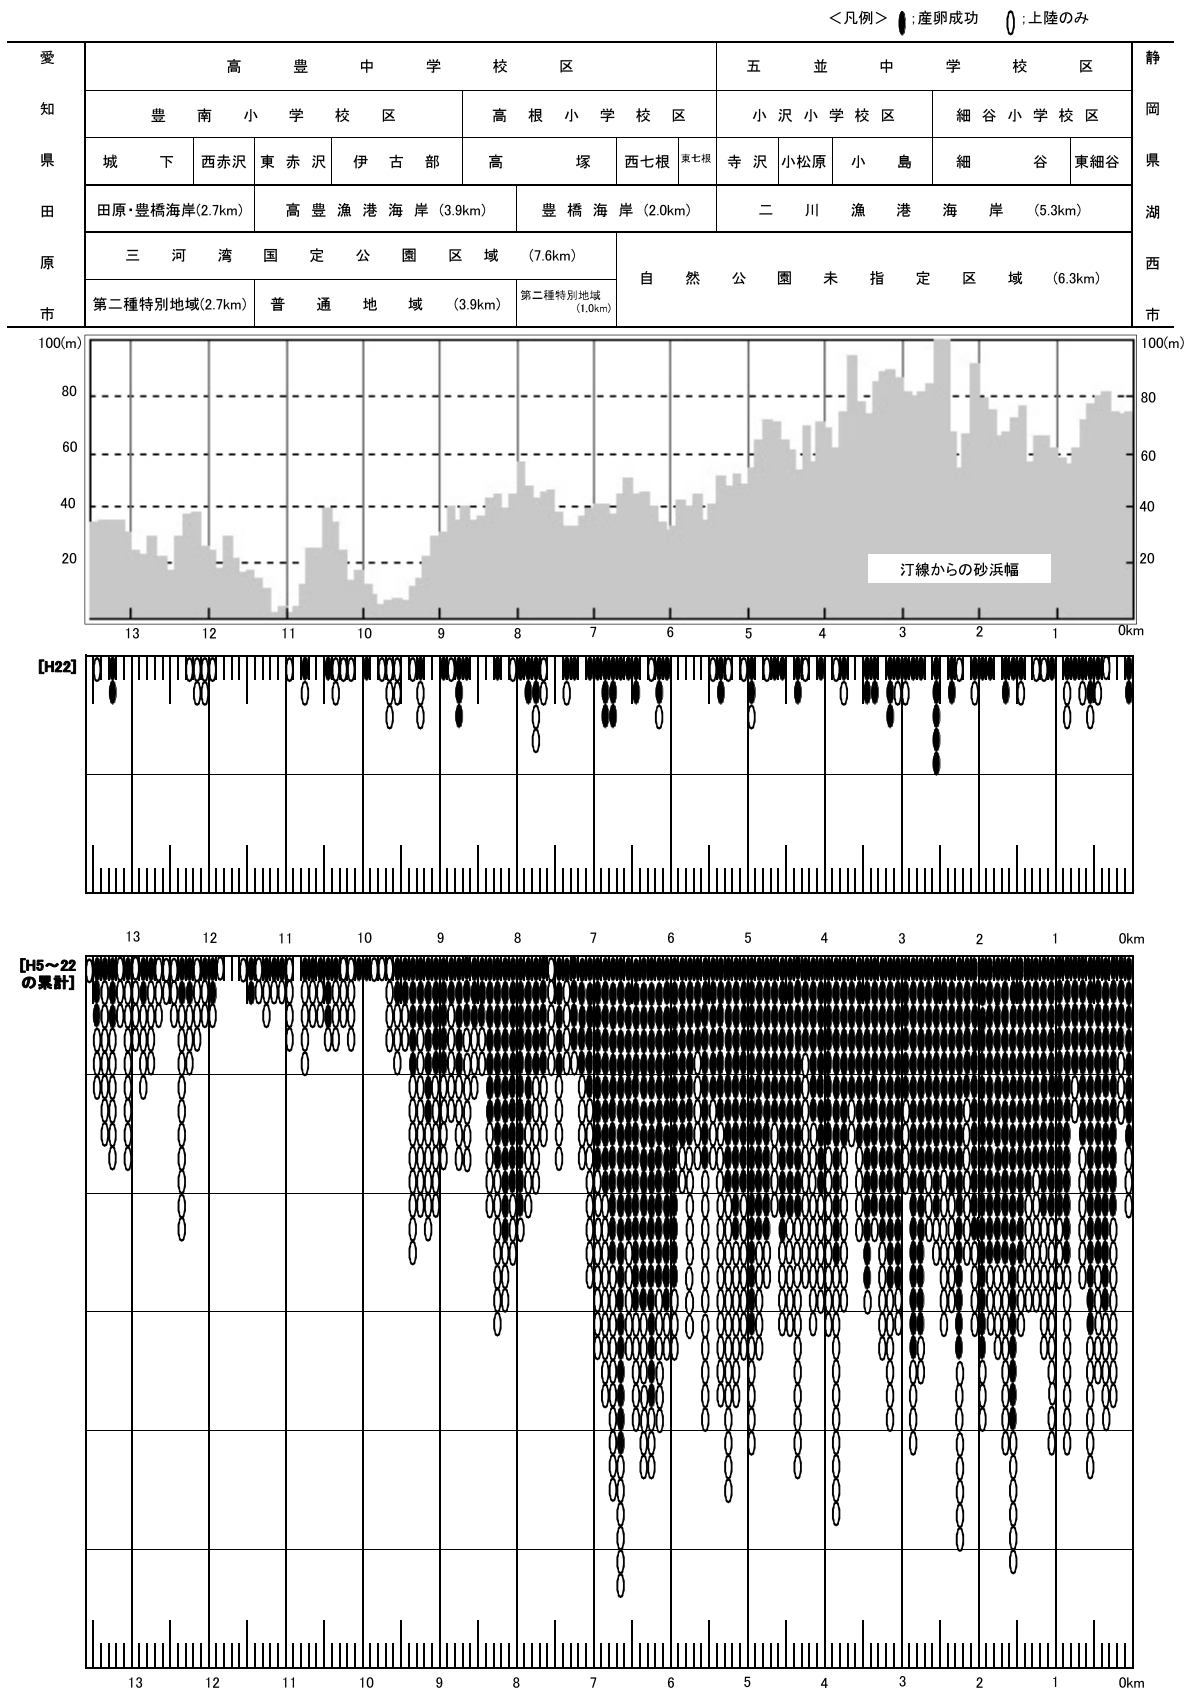 ＜凡例＞ ;産卵成功 ;上陸のみ
愛知県田原市
静岡県湖西市
高豊中学校区 五並中学校区
豊南小学校区 高根小学校区 小沢小学校区 細谷小学校区
城下 西赤沢 東赤沢 伊古部 高塚 西七根 東七根 寺沢 小松原 小島 細谷 東細谷
田原・豊橋海岸(2.7km) 高豊漁港海岸(3.9km) 豊橋海岸(2.0km) 二川漁港海岸(5.3km)
三河湾国定公園区域(7.6km)
自然公園未指定区域(6.3km)
第二種特別地域(2.7km) 普通地域(3.9km) 第二種特別地域
(1.0km)
100(m) 100(m)
80 80
60 60
40 40
20 20
汀線からの砂浜幅
13 12 11 10 9 8 7 6 5 4 3 2 1 0km
[H22]
13 12 11 10 9 8 7 6 5 4 3 2 1 0km
[H5～22
の累計]
13 12 11 10 9 8 7 6 5 4 3 2 1 0km